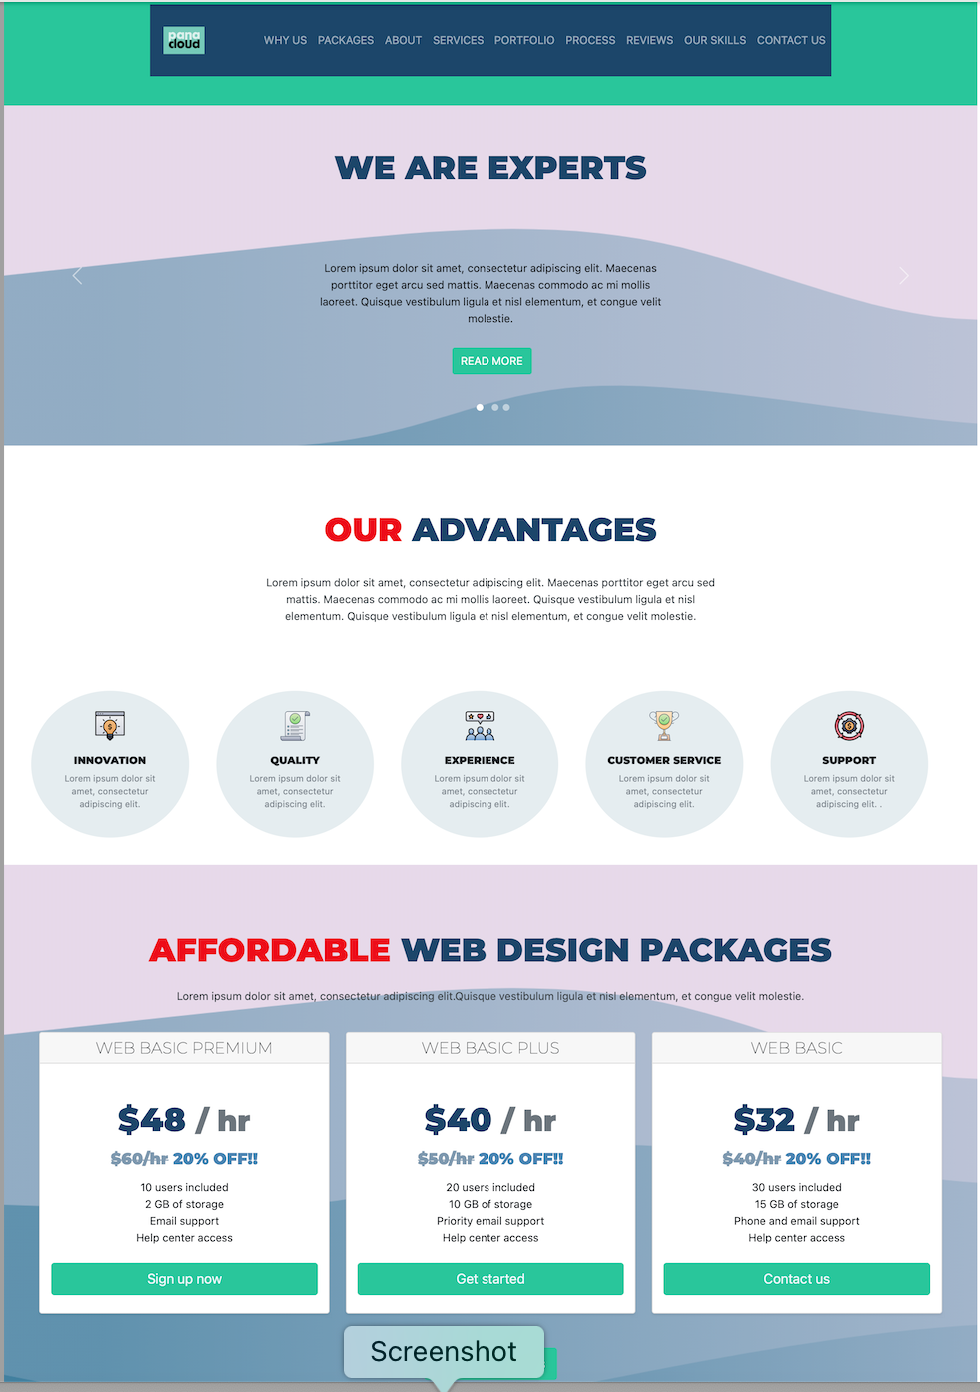 pana
cloud
WHY US PACKAGES ABOUT SERVICES PORTFOLIO PROCESS REVIEWS OUR SKILLS CONTACT US
WE ARE EXPERTS
Lorem ipsum dolor sit amet, consectetur adipiscing elit. Maecenas
porttitor eget arcu sed mattis. Maecenas commodo ac mi mollis
laoreet. Quisque vestibulum ligula et nisl elementum, et congue velit
molestie.
READ MORE
OUR ADVANTAGES
Lorem ipsum dolor sit amet, consectetur adipiscing elit. Maecenas porttitor eget arcu sed
mattis. Maecenas commodo ac mi mollis laoreet. Quisque vestibulum ligula et nisl
elementum. Quisque vestibulum ligula et nisl elementum, et congue velit molestie.
INNOVATION
Lorem ipsum dolor sit
amet, consectetur
adipiscing elit.
QUALITY
Lorem ipsum dolor sit
amet, consectetur
adipiscing elit.
EXPERIENCE
Lorem ipsum dolor sit
amet, consectetur
adipiscing elit.
CUSTOMER SERVICE
Lorem ipsum dolor sit
amet, consectetur
adipiscing elit.
SUPPORT
Lorem ipsum dolor sit
amet, consectetur
adipiscing elit. .
AFFORDABLE WEB DESIGN PACKAGES
Lorem ipsum dolor sit amet, consectetur adipiscing elit.Quisque vestibulum ligula et nisl elementum, et congue velit molestie.
WEB BASIC PREMIUM
$48 / hr
$60/hr 20% OFF!!
10 users included
2 GB of storage
Email support
Help center access
Sign up now
WEB BASIC PLUS
$40 / hr
$50/hr 20% OFF!!
20 users included
10 GB of storage
Priority email support
Help center access
Get started
WEB BASIC
$32 / hr
$40/hr 20% OFF!!
30 users included
15 GB of storage
Phone and email support
Help center access
Contact us
Screenshot